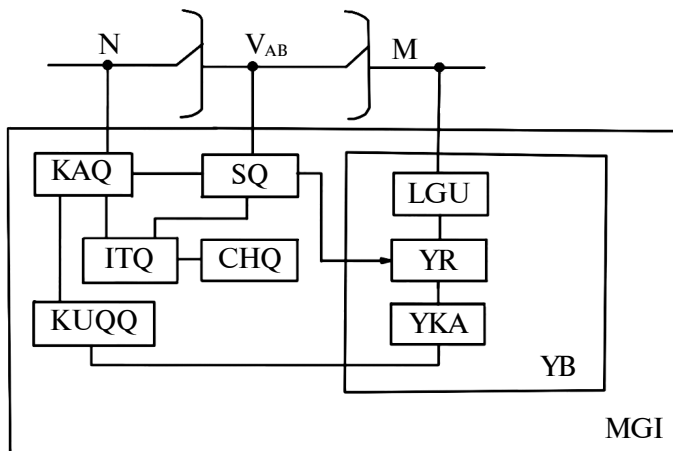 N V_AB M
KAQ SQ
LGU
ITQ CHQ YR
KUQQ YKA
YB
MGI